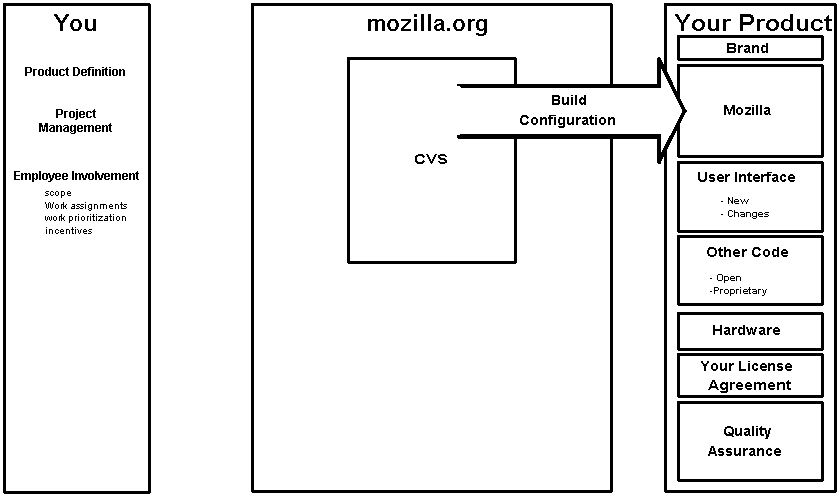 You
Product Definition
Project
Management
Employee Involvement
scope
Work assignments
work prioritization
incentives
mozilla.org
CVS
Build
Configuration
Your Product
Brand
Mozilla
User Interface
- New
- Changes
Other Code
- Open
-Proprietary
Hardware
Your License
Agreement
Quality
Assurance